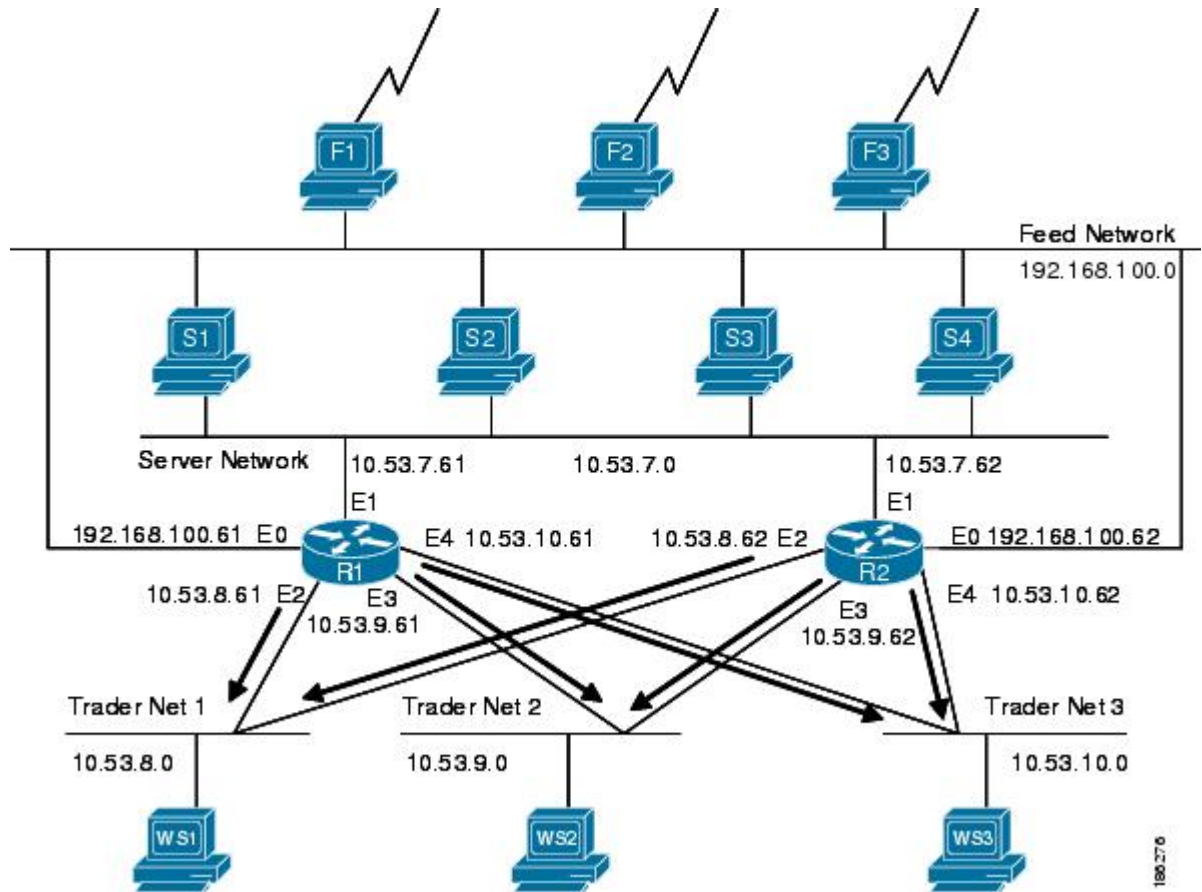 F1
F2
F3
Feed Network
192.168.100.0
S1
S2
S3
S4
Server Network
10.53.7.61
10.53.7.0
10.53.7.62
E1
E1
192.168.100.61 E0
E4 10.53.10.61
10.53.8.62 E2
E0 192.168.100.62
R1
R2
10.53.8.61 E2
E3
10.53.9.61
E3
10.53.9.62
E4 10.53.10.62
Trader Net 1
Trader Net 2
Trader Net 3
10.53.8.0
10.53.9.0
10.53.10.0
WS1
WS2
WS3
186276